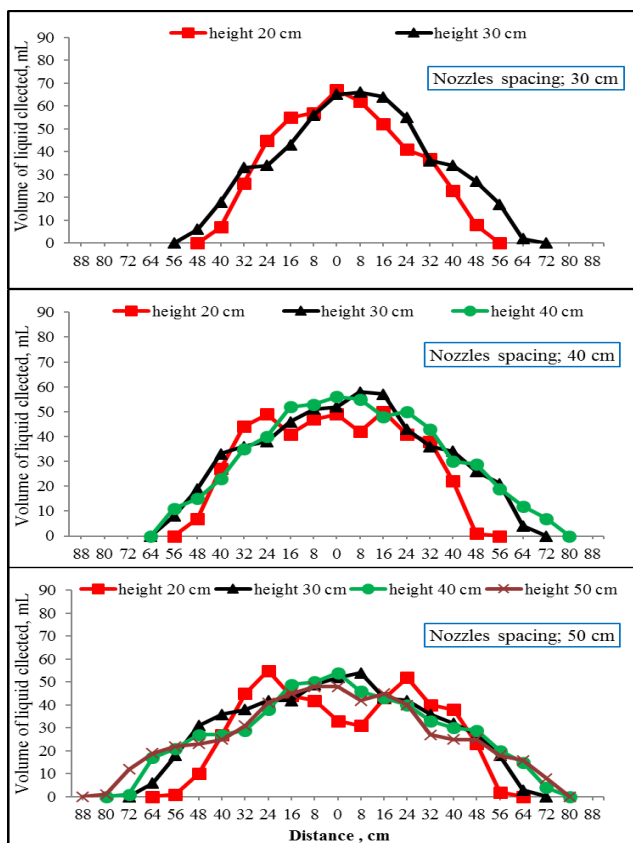 height 20 cm height 30 cm
Nozzles spacing; 30 cm
Volume of liquid cllected, mL
90
80
70
60
50
40
30
20
10
0
88 80 72 64 56 48 40 32 24 16 8 0 8 16 24 32 40 48 56 64 72 80 88
height 20 cm height 30 cm height 40 cm
Nozzles spacing; 40 cm
Volume of liquid cllected, mL
90
80
70
60
50
40
30
20
10
0
88 80 72 64 56 48 40 32 24 16 8 0 8 16 24 32 40 48 56 64 72 80 88
height 20 cm height 30 cm height 40 cm height 50 cm
Nozzles spacing; 50 cm
Volume of liquid cllected, mL
90
80
70
60
50
40
30
20
10
0
88 80 72 64 56 48 40 32 24 16 8 0 8 16 24 32 40 48 56 64 72 80 88
Distance , cm